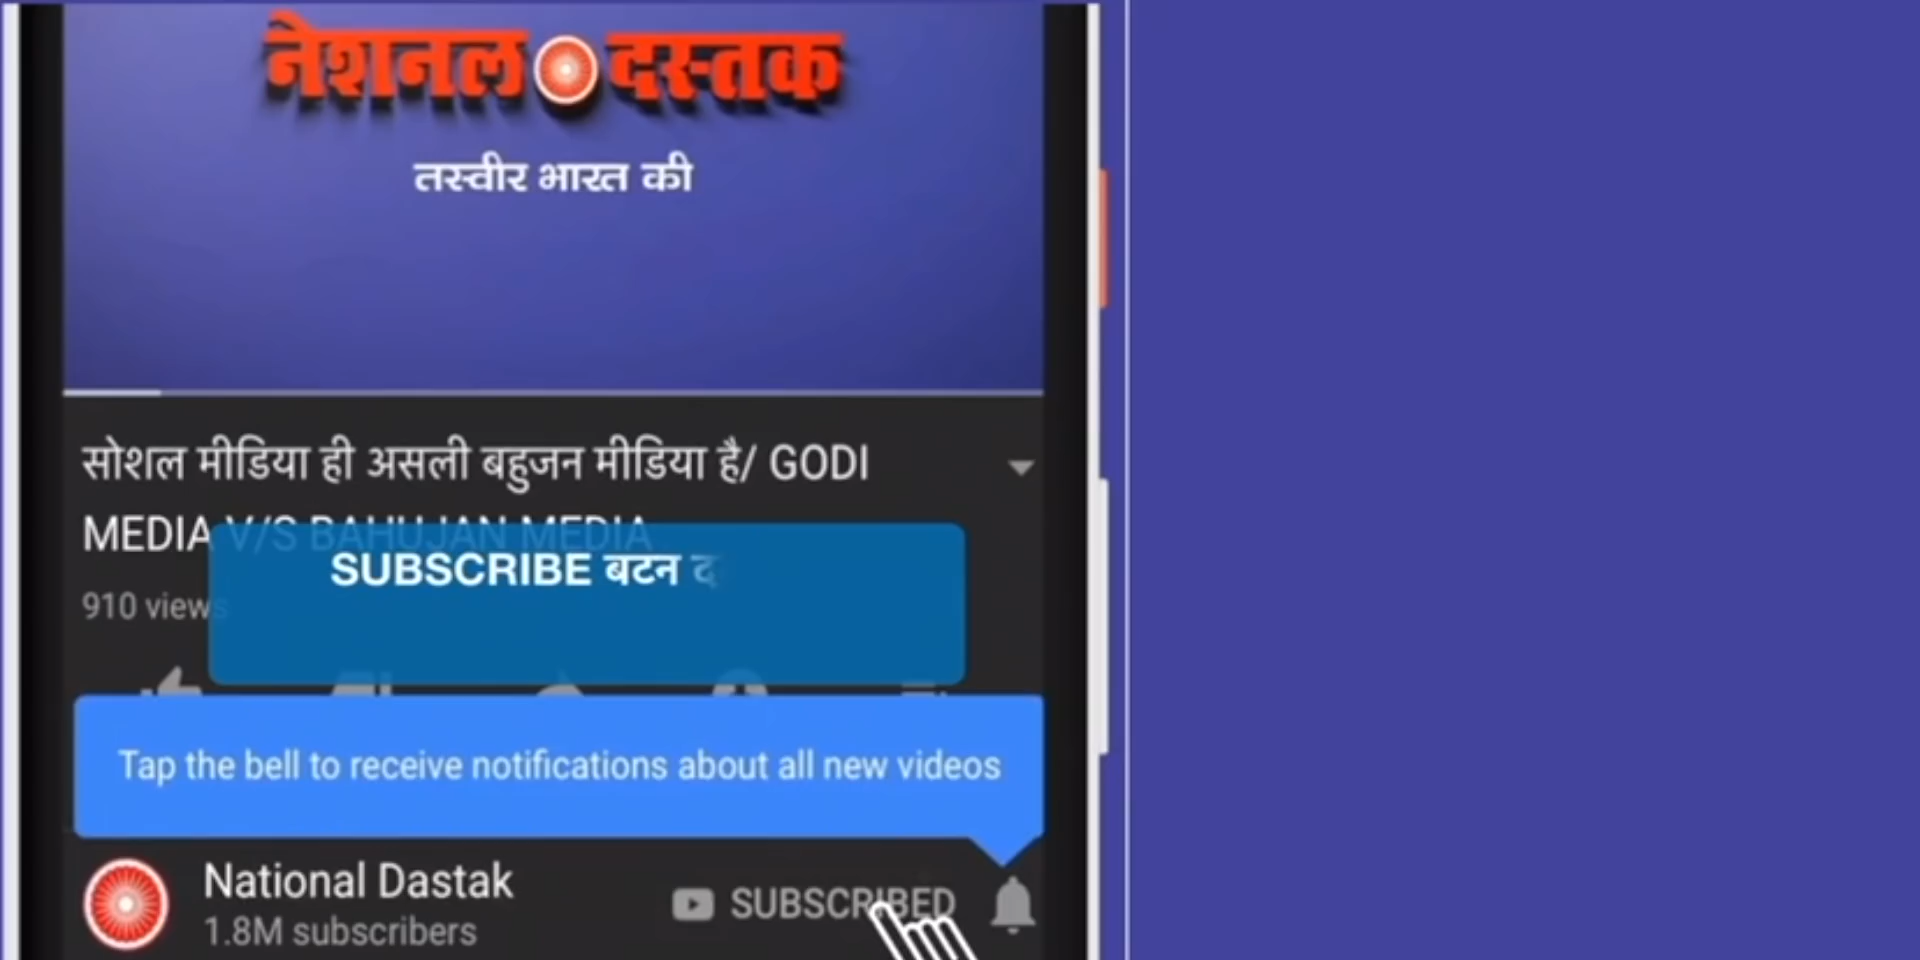 नेशनल दस्तक
तस्वीर भारत की
सोशल मीडिया ही असली बहुजन मीडिया है/ GODI
MEDIA V/S BAHUJAN MEDIA
SUBSCRIBE बटन
910 views
Tap the bell to receive notifications about all new videos
National Dastak
SUBSCRIBED
1.8M subscribers